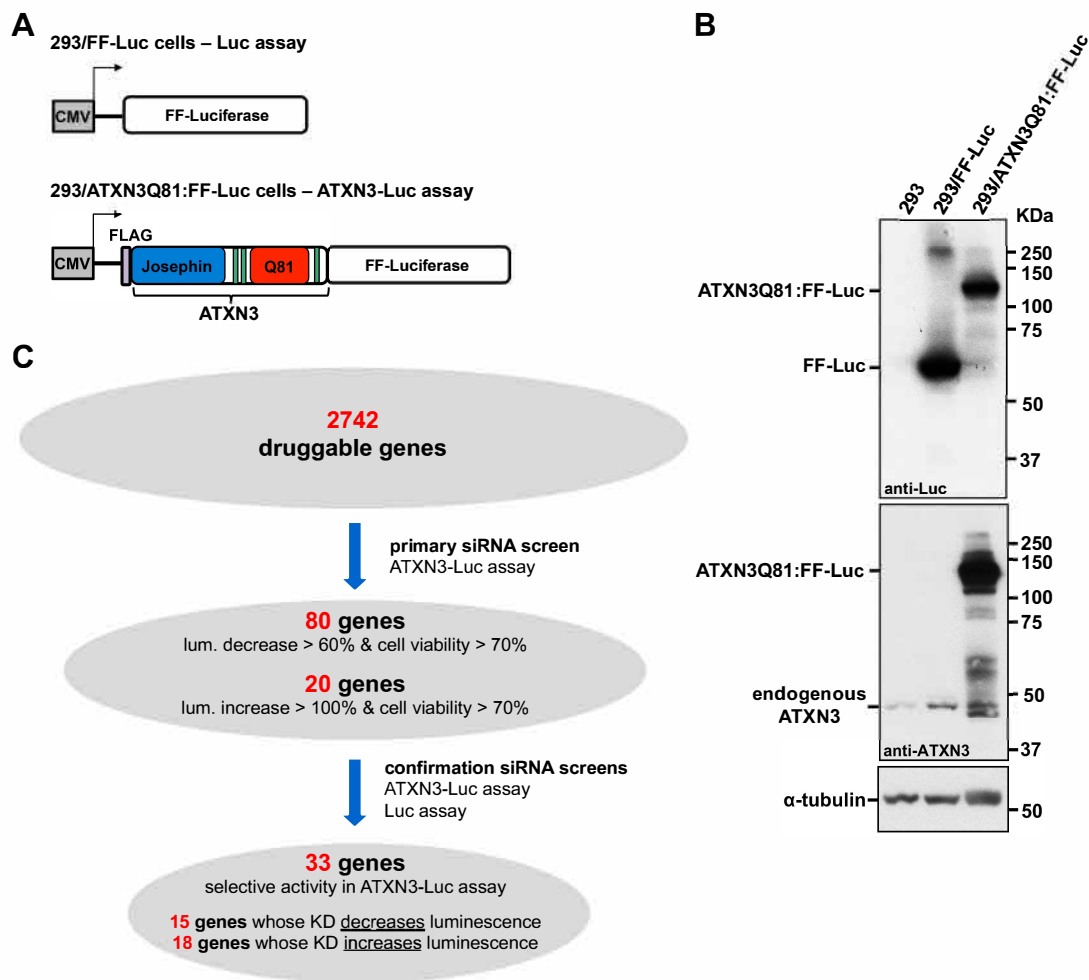 A
293/FF-Luc cells – Luc assay
CMV
FF-Luciferase
293/ATXN3Q81:FF-Luc cells – ATXN3-Luc assay
FLAG
CMV
Josephin
Q81
FF-Luciferase
ATXN3
B
293
293/FF-Luc
293/ATXN3Q81:FF-Luc
KDa
250
150
ATXN3Q81:FF-Luc
100
75
FF-Luc
50
37
anti-Luc
250
150
ATXN3Q81:FF-Luc
100
75
50
endogenous
ATXN3
37
anti-ATXN3
α-tubulin
50
C
2742
druggable genes
primary siRNA screen
ATXN3-Luc assay
80 genes
lum. decrease > 60% & cell viability > 70%
20 genes
lum. increase > 100% & cell viability > 70%
confirmation siRNA screens
ATXN3-Luc assay
Luc assay
33 genes
selective activity in ATXN3-Luc assay
15 genes whose KD decreases luminescence
18 genes whose KD increases luminescence